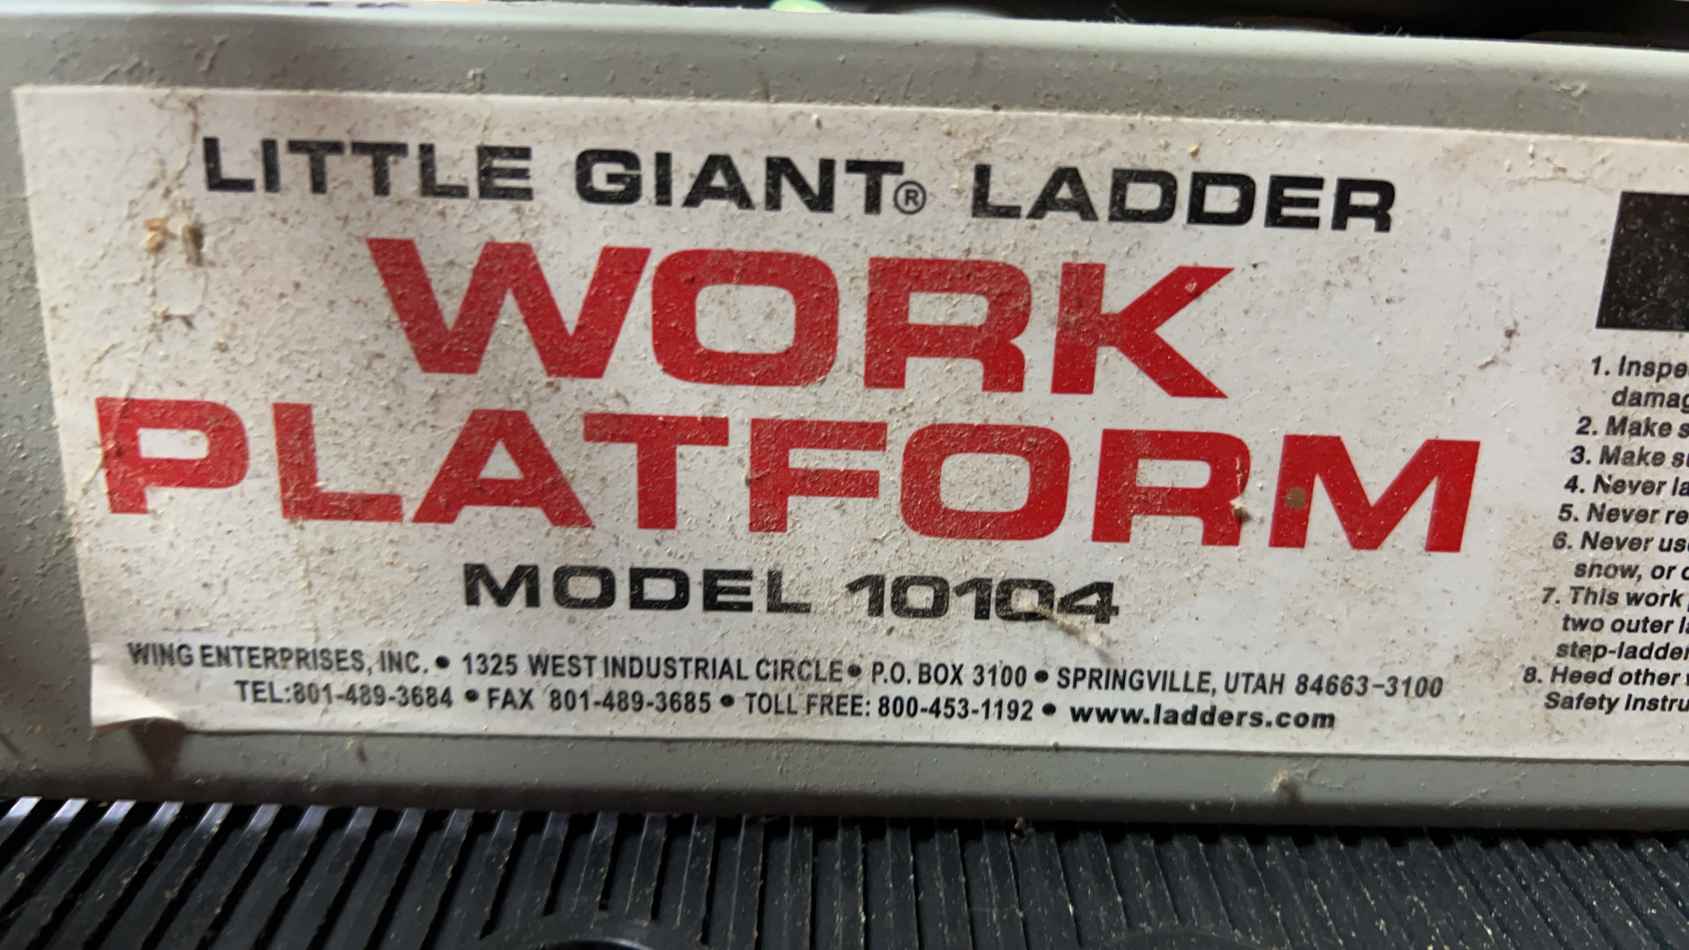 LITTLE GIANT® LADDER
WORK
PLATFORM
MODEL 10104
WING ENTERPRISES, INC. • 1325 WEST INDUSTRIAL CIRCLE • P.O. BOX 3100 • SPRINGVILLE, UTAH 84663-3100
TEL:801-489-3684 • FAX 801-489-3685 • TOLL FREE: 800-453-1192 • www.ladders.com
1. Inspe
damag
2. Make s
3. Make su
4. Never la
5. Never re
6. Never us
snow, or
7. This work
two outer la
step-ladder
8. Heed other
Safety Instru